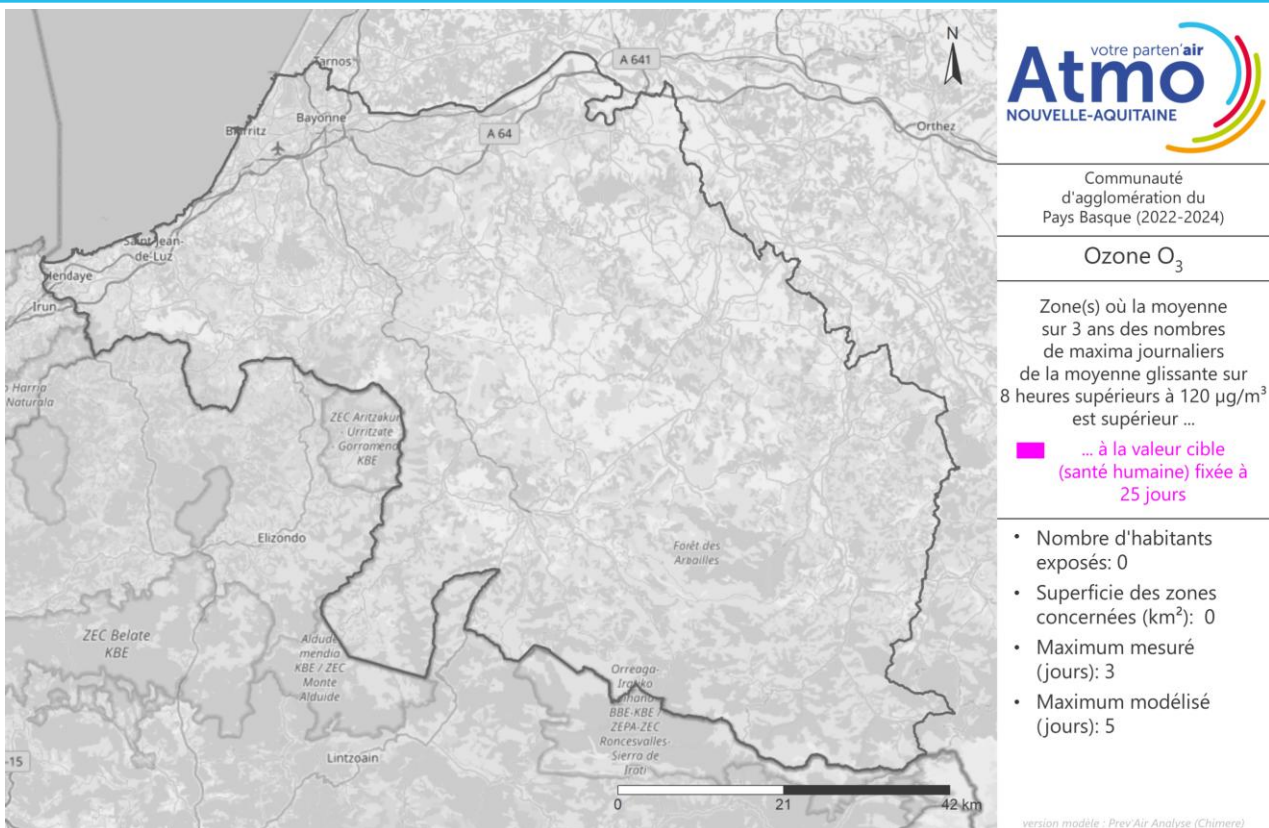 Tarnos
A 641
N
Bayonne
Biarritz
A 64
Orthez
Saint-Jean-
de-Luz
Hendaye
Irun
o Harria
Naturala
ZEC Aritzakun
- Urritzate
- Gorramendi
KBE
Elizondo
Forêt des
Arbailles
ZEC Belate
KBE
Aldude
mendia
KBE / ZEC
Monte
Alduide
Orreaga-
BBE-KBE /
ZEPA-ZEC
Roncesvalles-
Sierra de
Irati
Lintzoain
-15
0
21
42 km
votre parten'air
Atmo
NOUVELLE-AQUITAINE
Communauté
d'agglomération du
Pays Basque (2022-2024)
Ozone O₃
Zone(s) où la moyenne
sur 3 ans des nombres
de maxima journaliers
de la moyenne glissante sur
8 heures supérieurs à 120 µg/m³
est supérieur ...
... à la valeur cible
(santé humaine) fixée à
25 jours
• Nombre d'habitants
exposés: 0
• Superficie des zones
concernées (km²): 0
• Maximum mesuré
(jours): 3
• Maximum modélisé
(jours): 5
version modèle : Prev'Air Analyse (Chimere)